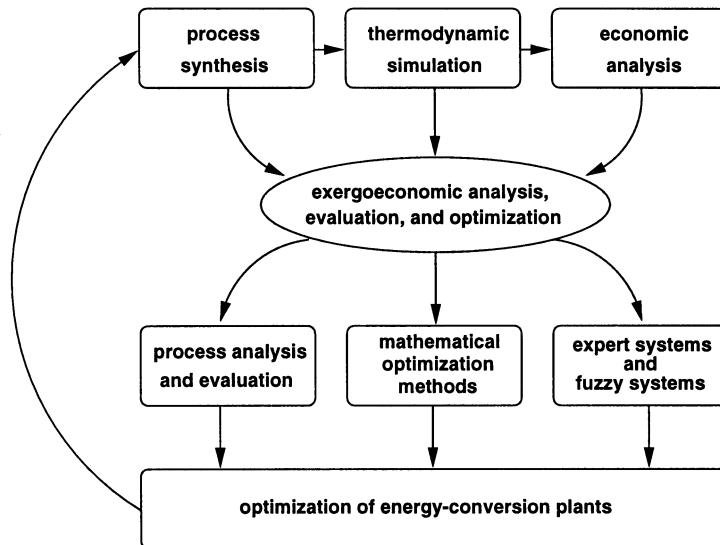 process
synthesis
thermodynamic
simulation
economic
analysis
exergoeconomic analysis,
evaluation, and optimization
process analysis
and evaluation
mathematical
optimization
methods
expert systems
and
fuzzy systems
optimization of energy-conversion plants